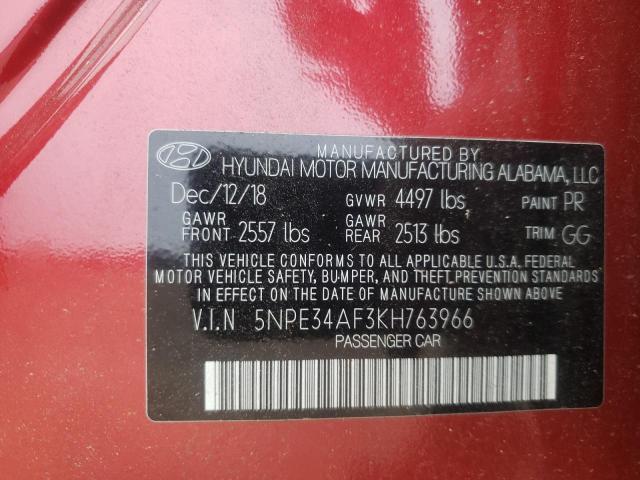 MANUFACTURED BY
HYUNDAI MOTOR MANUFACTURING ALABAMA, LLC
Dec/12/18 GVWR 4497 lbs PAINT PR
GAWR FRONT 2557 lbs GAWR REAR 2513 lbs TRIM GG
THIS VEHICLE CONFORMS TO ALL APPLICABLE U.S.A. FEDERAL
MOTOR VEHICLE SAFETY, BUMPER, AND THEFT PREVENTION STANDARDS
IN EFFECT ON THE DATE OF MANUFACTURE SHOWN ABOVE.
V.I.N 5NPE34AF3KH763966
PASSENGER CAR